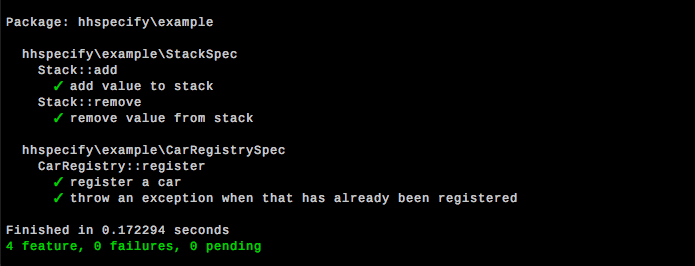 Package: hhspecify\example
hhspecify\example\StackSpec
Stack::add
✓ add value to stack
Stack::remove
✓ remove value from stack
hhspecify\example\CarRegistrySpec
CarRegistry::register
✓ register a car
✓ throw an exception when that has already been registered
Finished in 0.172294 seconds
4 feature, 0 failures, 0 pending